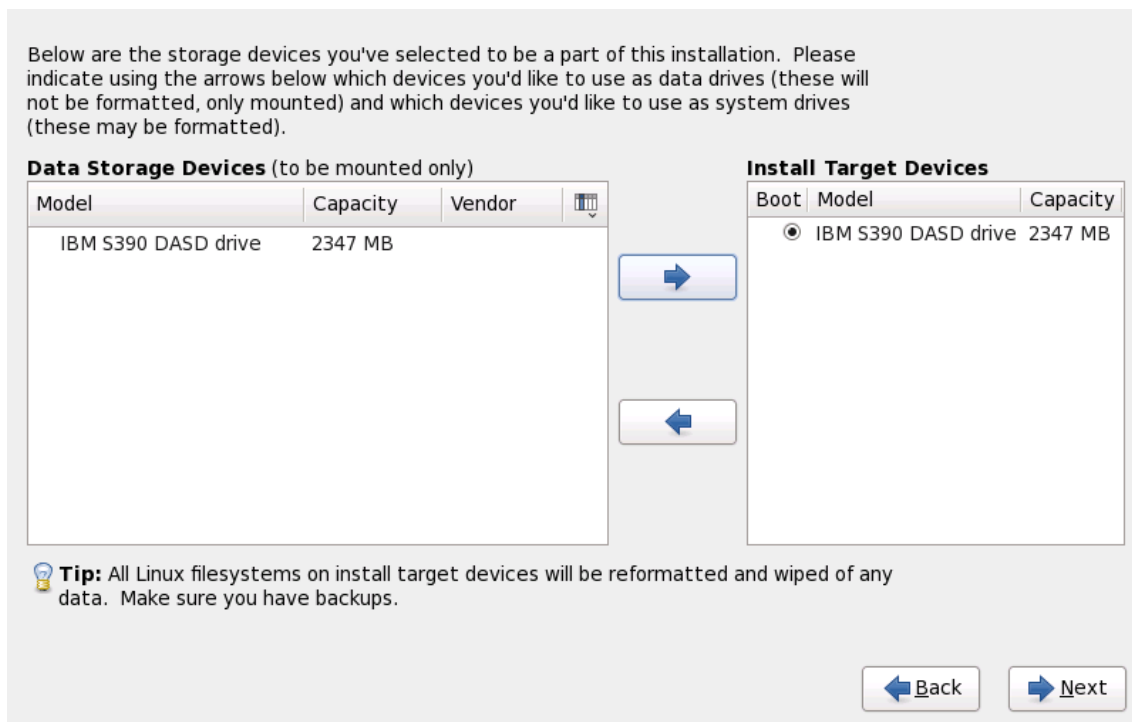 Below are the storage devices you've selected to be a part of this installation.  Please
indicate using the arrows below which devices you'd like to use as data drives (these will
not be formatted, only mounted) and which devices you'd like to use as system drives
(these may be formatted).
Data Storage Devices (to be mounted only)
Model Capacity Vendor
IBM S390 DASD drive 2347 MB
Install Target Devices
Boot Model Capacity
IBM S390 DASD drive 2347 MB
Tip: All Linux filesystems on install target devices will be reformatted and wiped of any
data.  Make sure you have backups.
Back Next